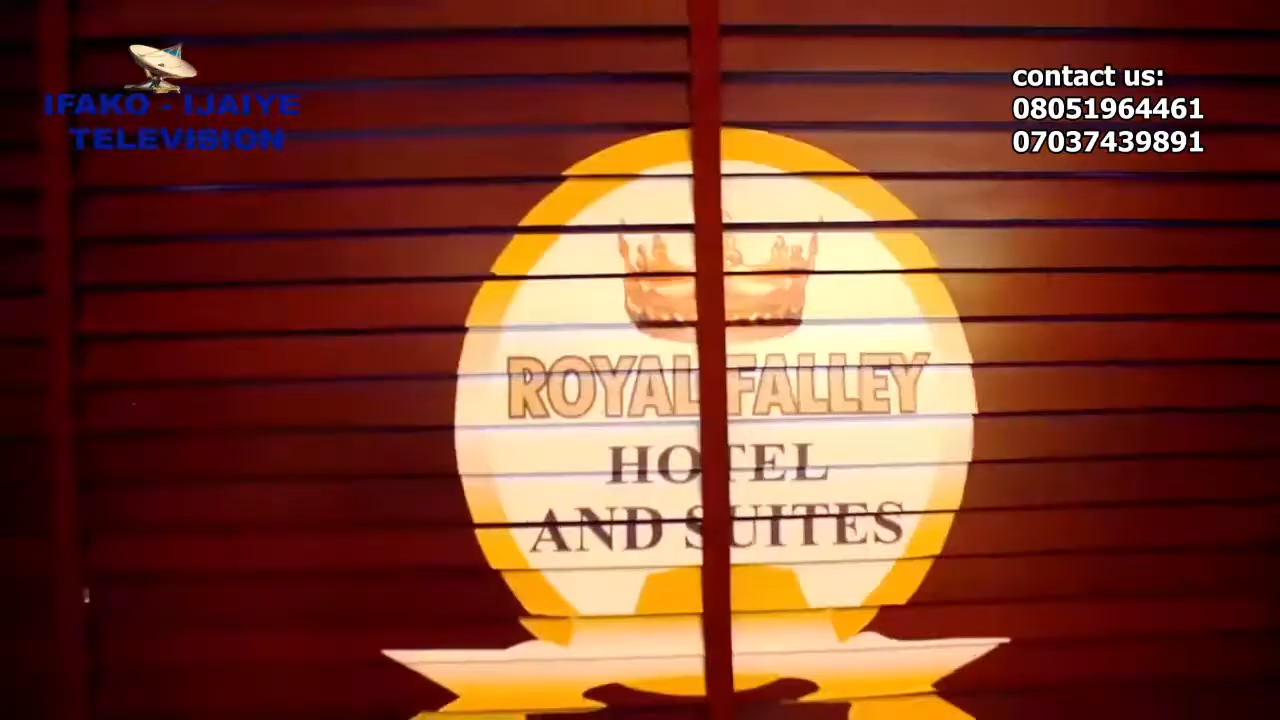 IFAKO - IJAIYE
TELEVISION
contact us:
08051964461
07037439891
ROYAL FALLEY
HOTEL
AND SUITES